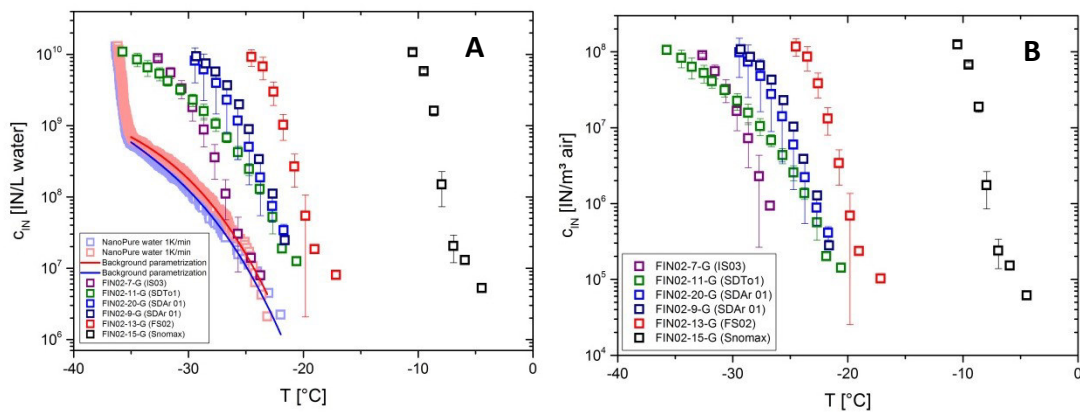 A
10¹⁰
10⁹
10⁸
10⁷
10⁶
c_IN [IN/L water]
NanoPure water 1K/min
NanoPure water 1K/min
Background parametrization
Background parametrization
FIN02-7-G (IS03)
FIN02-11-G (SDTo1)
FIN02-20-G (SDAr 01)
FIN02-9-G (SDAr 01)
FIN02-13-G (FS02)
FIN02-15-G (Snomax)
-40 -30 -20 -10 0
T [°C]
B
10⁸
10⁷
10⁶
10⁵
10⁴
c_IN [IN/m³ air]
FIN02-7-G (IS03)
FIN02-11-G (SDTo1)
FIN02-20-G (SDAr 01)
FIN02-9-G (SDAr 01)
FIN02-13-G (FS02)
FIN02-15-G (Snomax)
-40 -30 -20 -10 0
T [°C]